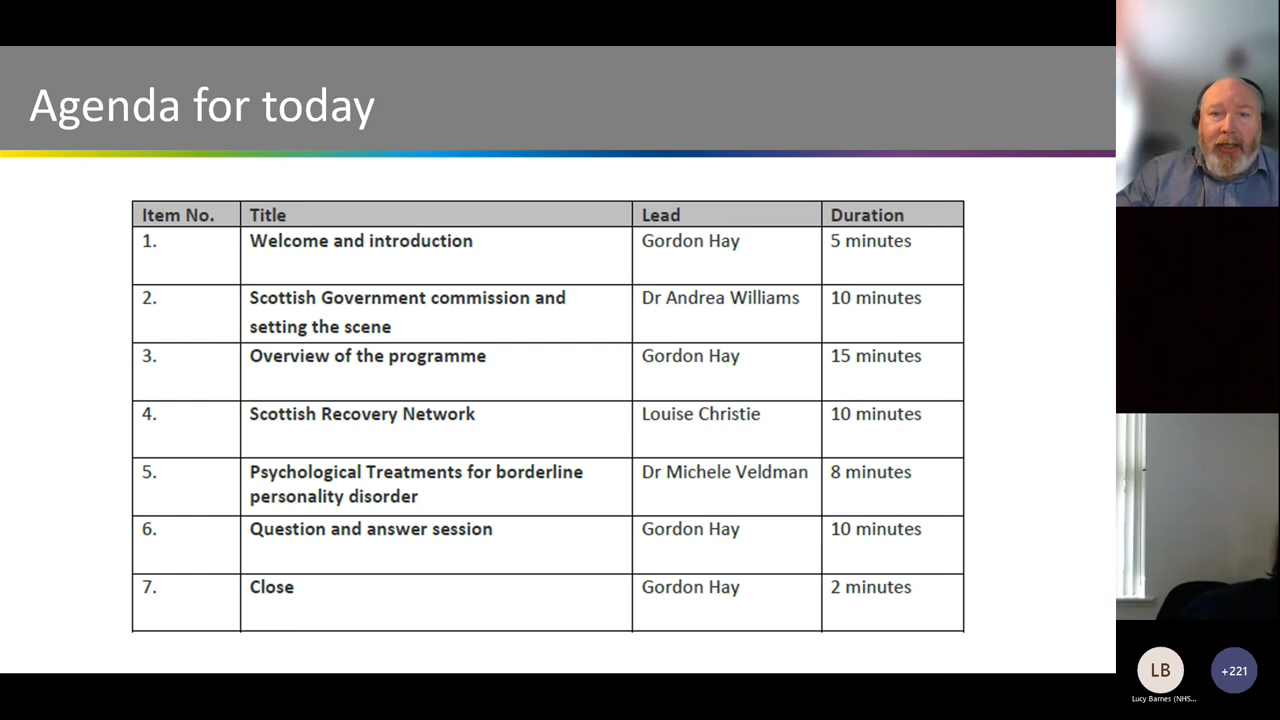 Agenda for today
Item No. Title Lead Duration
1. Welcome and introduction Gordon Hay 5 minutes
2. Scottish Government commission and Dr Andrea Williams 10 minutes
setting the scene
3. Overview of the programme Gordon Hay 15 minutes
4. Scottish Recovery Network Louise Christie 10 minutes
5. Psychological Treatments for borderline Dr Michele Veldman 8 minutes
personality disorder
6. Question and answer session Gordon Hay 10 minutes
7. Close Gordon Hay 2 minutes
LB +221
Lucy Barnes (NHS...